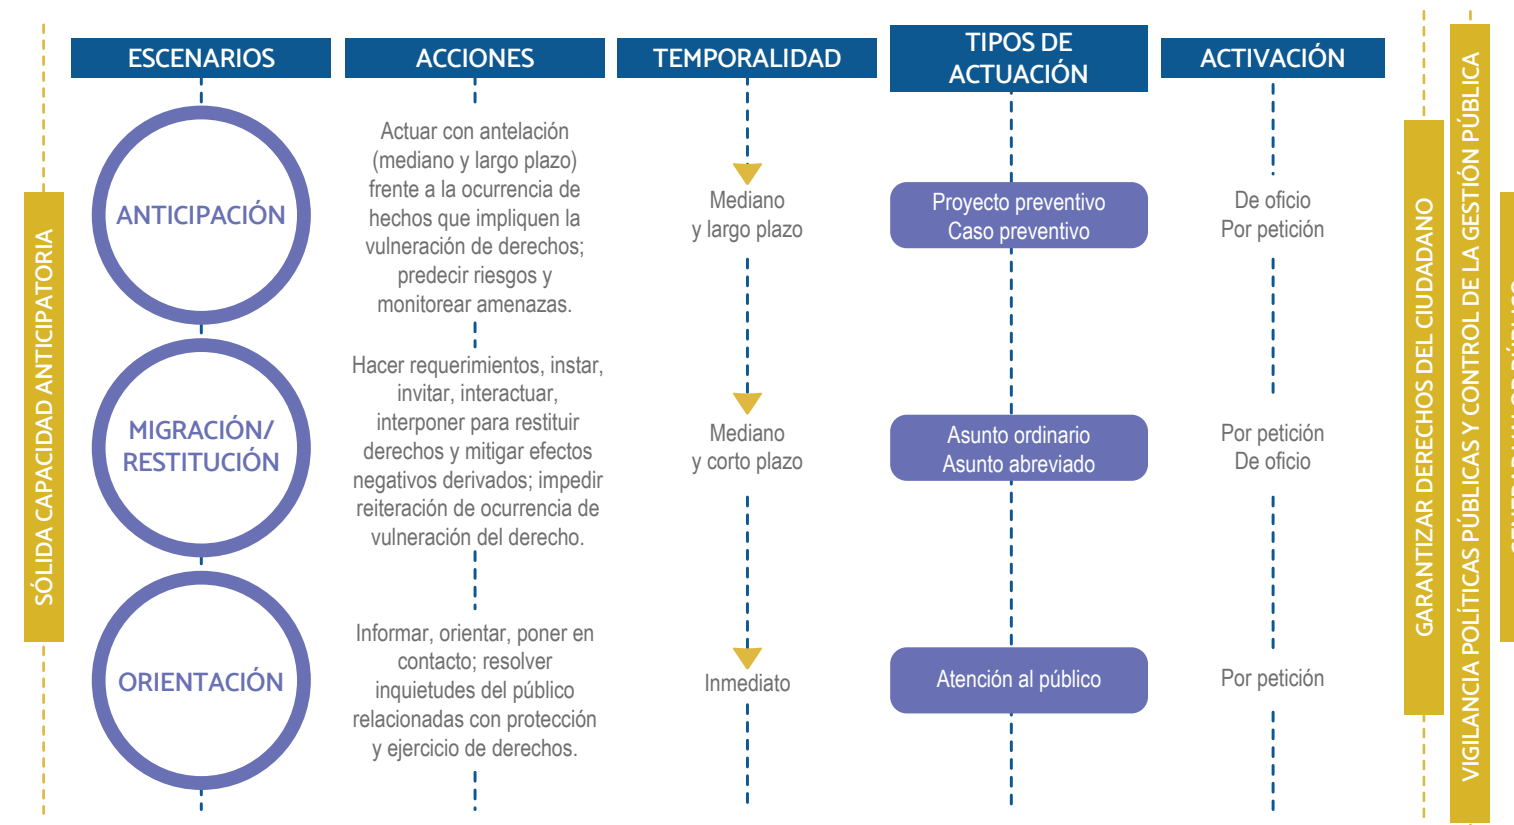 SÓLIDA CAPACIDAD ANTICIPATORIA
ESCENARIOS
ACCIONES
TEMPORALIDAD
TIPOS DE
ACTUACIÓN
ACTIVACIÓN
ANTICIPACIÓN
Actuar con antelación
(mediano y largo plazo)
frente a la ocurrencia de
hechos que impliquen la
vulneración de derechos;
predecir riesgos y
monitorear amenazas.
Mediano
y largo plazo
Proyecto preventivo
Caso preventivo
De oficio
Por petición
MIGRACIÓN/
RESTITUCIÓN
Hacer requerimientos, instar,
invitar, interactuar,
interponer para restituir
derechos y mitigar efectos
negativos derivados; impedir
reiteración de ocurrencia de
vulneración del derecho.
Mediano
y corto plazo
Asunto ordinario
Asunto abreviado
Por petición
De oficio
ORIENTACIÓN
Informar, orientar, poner en
contacto; resolver
inquietudes del público
relacionadas con protección
y ejercicio de derechos.
Inmediato
Atención al público
Por petición
GARANTIZAR DERECHOS DEL CIUDADANO
VIGILANCIA POLÍTICAS PÚBLICAS Y CONTROL DE LA GESTIÓN PÚBLICA